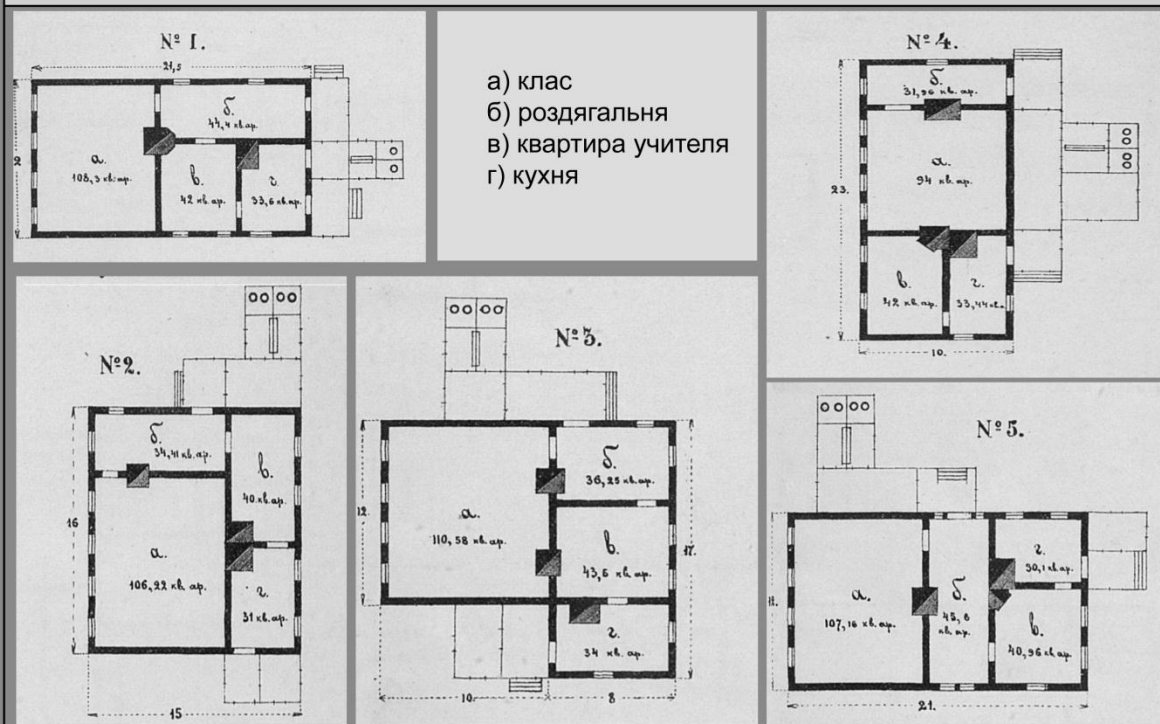 № 1.
21,5
а.
108,3 кв. ар.
б.
44,4 кв. ар.
в.
42 кв. ар.
г.
33,6 кв. ар.
а) клас
б) роздягальня
в) квартира учителя
г) кухня
№ 4.
б.
31,96 кв. ар.
а.
94 кв. ар.
23.
в.
42 кв. ар.
г.
33,44 кв.
10.
№ 2.
б.
34,41 кв. ар.
в.
40 кв. ар.
16
а.
106,22 кв. ар.
г.
31 кв. ар.
15
№ 3.
12.
а.
110,58 кв. ар.
б.
36,25 кв. ар.
в.
43,5 кв. ар.
17.
г.
34 кв. ар.
10.
8
№ 5.
11.
а.
107,16 кв. ар.
б.
45,8
кв. ар.
г.
30,1 кв. ар.
в.
40,96 кв. ар.
21.